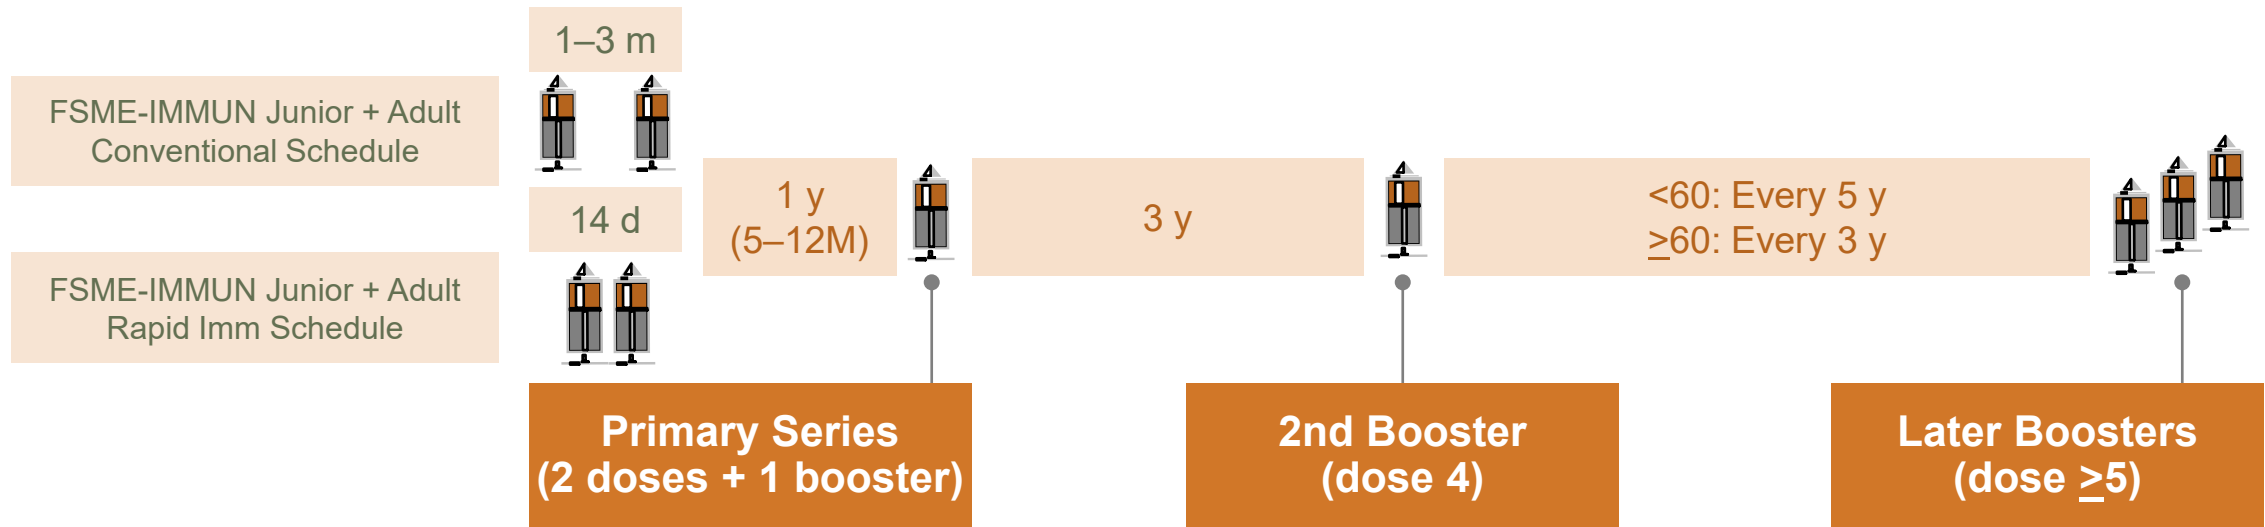 1–3 m
FSME-IMMUN Junior + Adult
Conventional Schedule
14 d
1 y
(5–12M)
3 y
<60: Every 5 y
≥60: Every 3 y
FSME-IMMUN Junior + Adult
Rapid Imm Schedule
Primary Series
(2 doses + 1 booster)
2nd Booster
(dose 4)
Later Boosters
(dose ≥5)